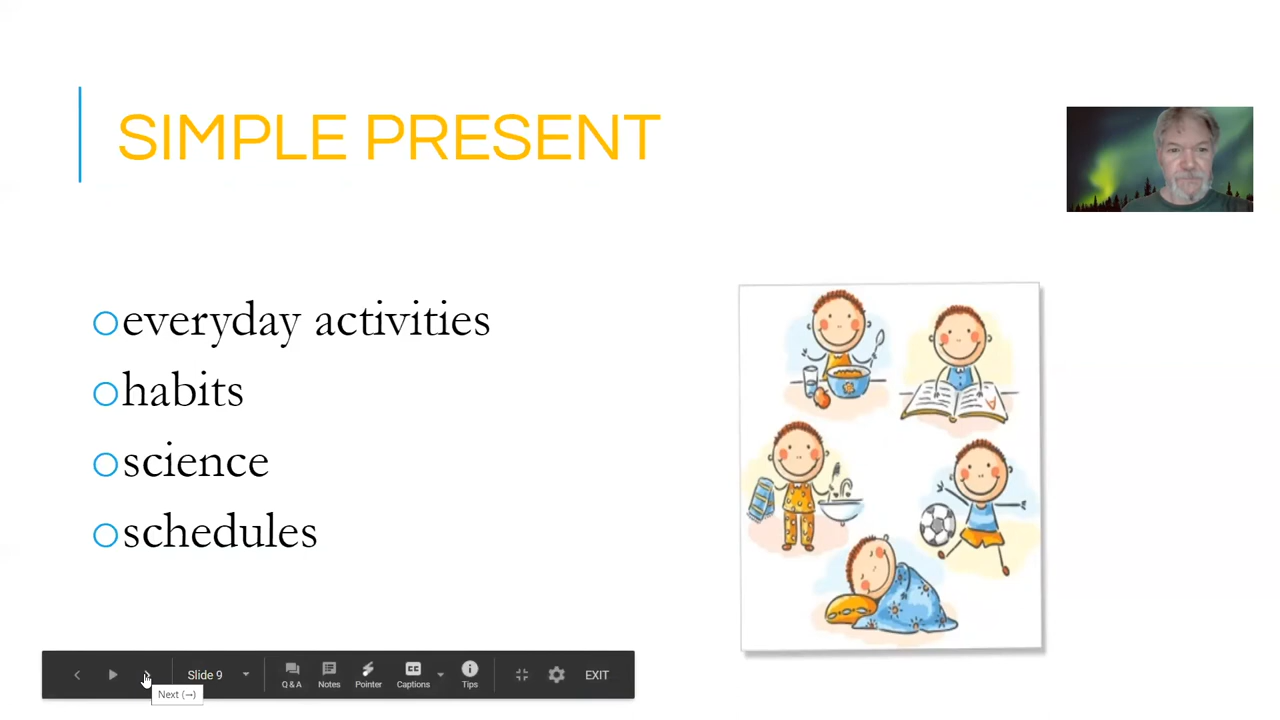 SIMPLE PRESENT
everyday activities
habits
science
schedules
Slide 9
Q & A
Notes
Pointer
Captions
Tips
EXIT
Next (→)